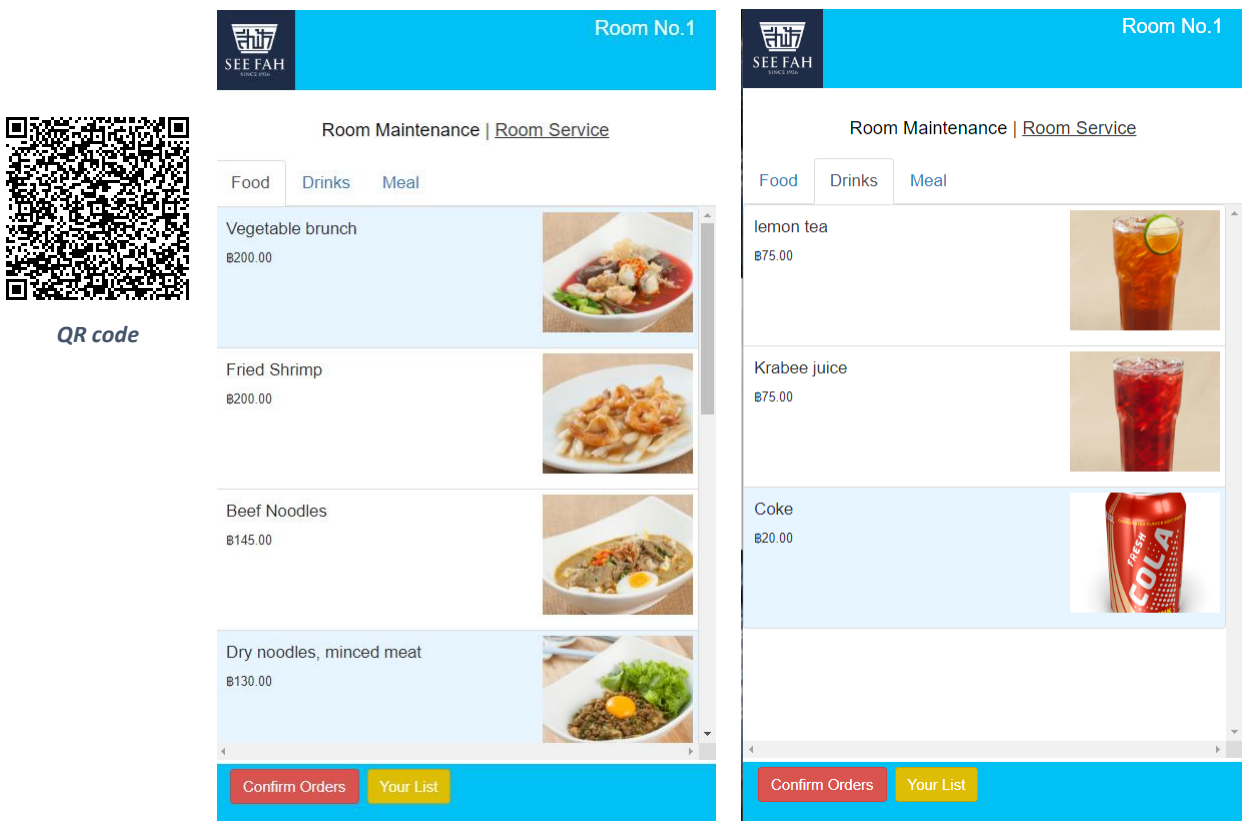 QR code
SEE FAH
SINCE 1936
Room No.1
Room Maintenance | Room Service
Food Drinks Meal
Vegetable brunch
฿200.00
Fried Shrimp
฿200.00
Beef Noodles
฿145.00
Dry noodles, minced meat
฿130.00
Confirm Orders Your List
SEE FAH
SINCE 1936
Room No.1
Room Maintenance | Room Service
Food Drinks Meal
lemon tea
฿75.00
Krabee juice
฿75.00
Coke
฿20.00
FRESH
COLA
Confirm Orders Your List